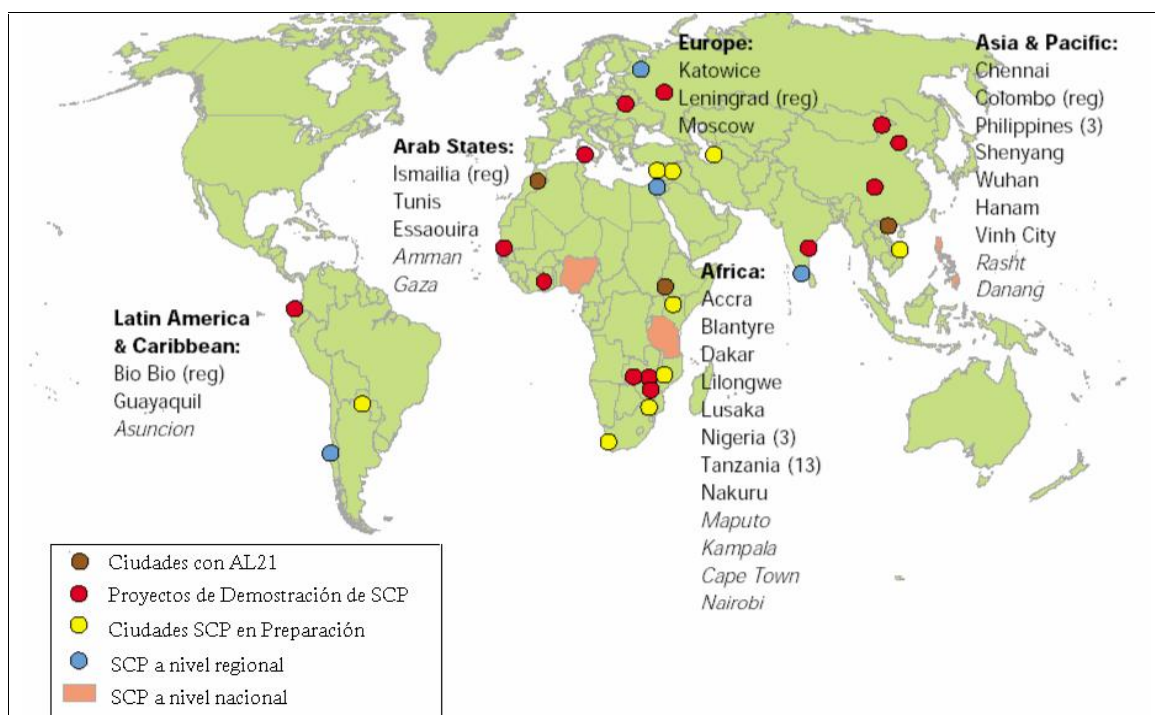 Europe:
Katowice
Leningrad (reg)
Moscow
Asia & Pacific:
Chennai
Colombo (reg)
Philippines (3)
Shenyang
Wuhan
Hanam
Vinh City
Rasht
Danang
Arab States:
Ismailia (reg)
Tunis
Essaouira
Amman
Gaza
Africa:
Accra
Blantyre
Dakar
Lilongwe
Lusaka
Nigeria (3)
Tanzania (13)
Nakuru
Maputo
Kampala
Cape Town
Nairobi
Latin America
& Caribbean:
Bio Bio (reg)
Guayaquil
Asuncion
Ciudades con AL21
Proyectos de Demostración de SCP
Ciudades SCP en Preparación
SCP a nivel regional
SCP a nivel nacional